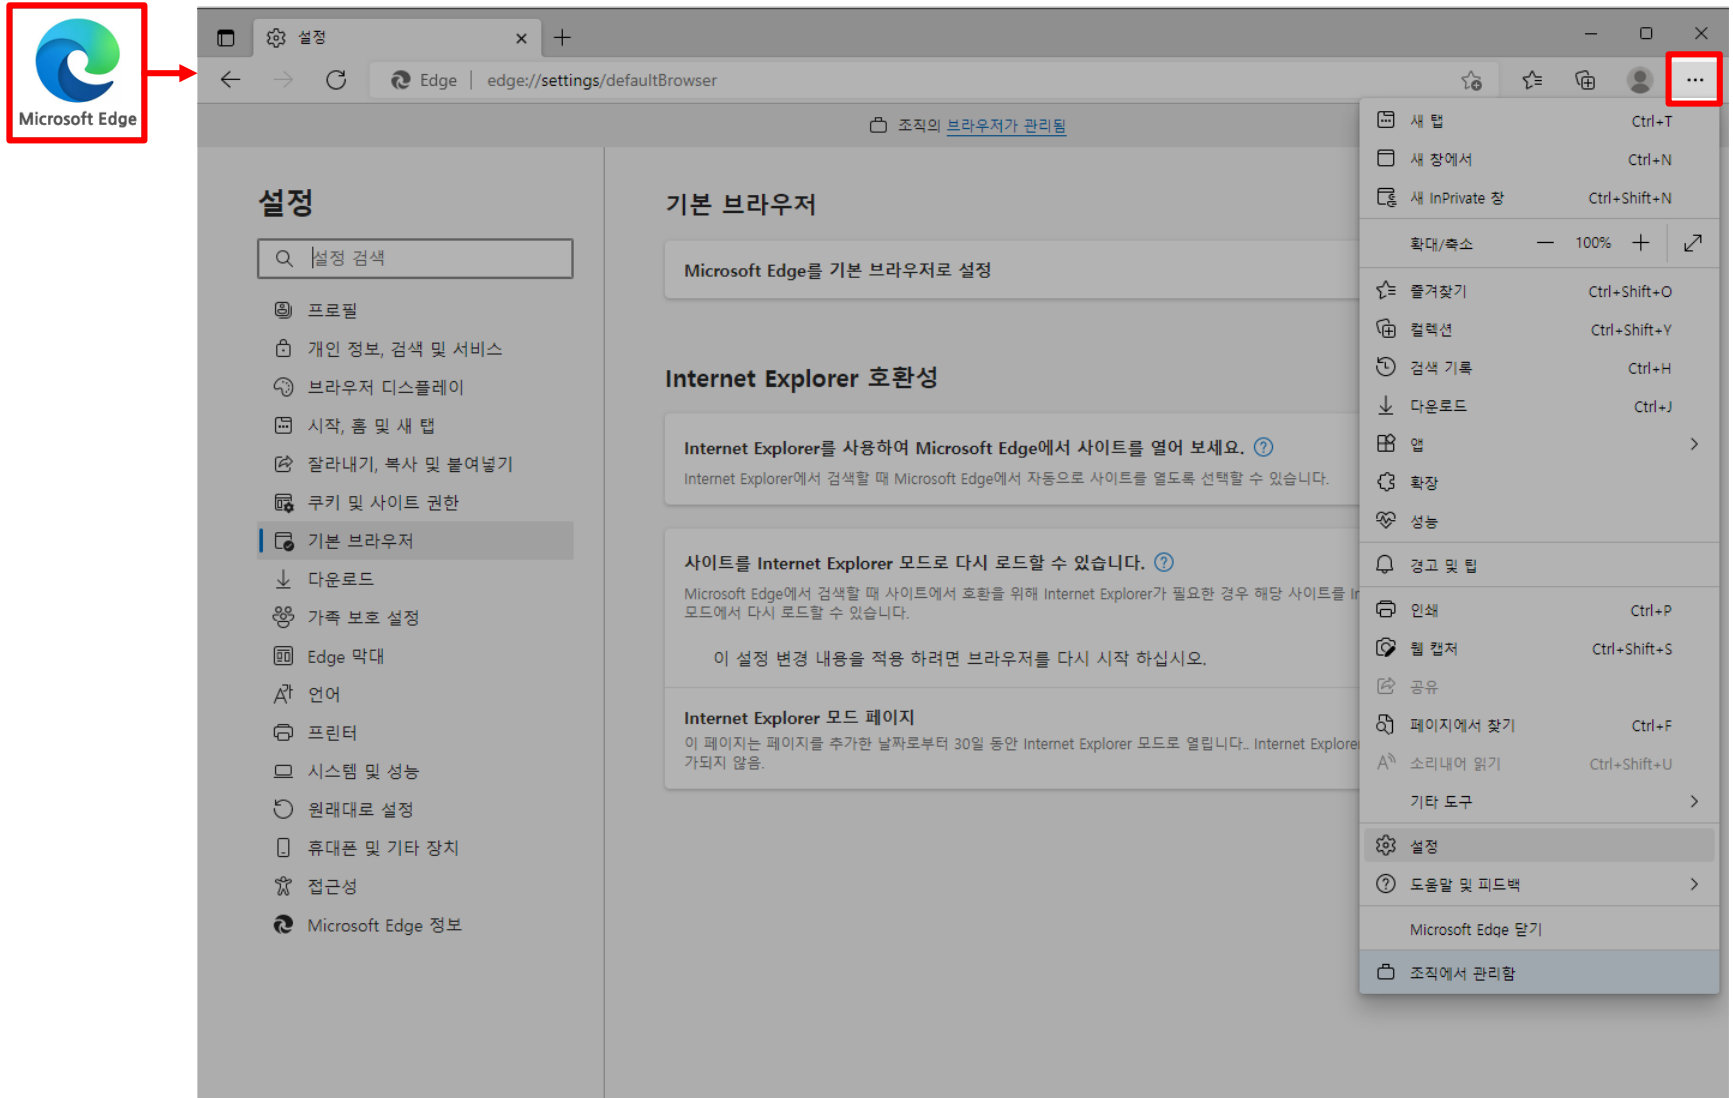 Microsoft Edge
설정
Edge
edge://settings/defaultBrowser
조직의 브라우저가 관리됨
설정
설정 검색
프로필
개인 정보, 검색 및 서비스
브라우저 디스플레이
시작, 홈 및 새 탭
잘라내기, 복사 및 붙여넣기
쿠키 및 사이트 권한
기본 브라우저
다운로드
가족 보호 설정
Edge 막대
언어
프린터
시스템 및 성능
원래대로 설정
휴대폰 및 기타 장치
접근성
Microsoft Edge 정보
기본 브라우저
Microsoft Edge를 기본 브라우저로 설정
Internet Explorer 호환성
Internet Explorer를 사용하여 Microsoft Edge에서 사이트를 열어 보세요.
Internet Explorer에서 검색할 때 Microsoft Edge에서 자동으로 사이트를 열도록 선택할 수 있습니다.
사이트를 Internet Explorer 모드로 다시 로드할 수 있습니다.
Microsoft Edge에서 검색할 때 사이트에서 호환을 위해 Internet Explorer가 필요한 경우 해당 사이트를
모드에서 다시 로드할 수 있습니다.
이 설정 변경 내용을 적용 하려면 브라우저를 다시 시작 하십시오.
Internet Explorer 모드 페이지
이 페이지는 페이지를 추가한 날짜로부터 30일 동안 Internet Explorer 모드로 열립니다.. Internet Explorer
가되지 않음.
새 탭 Ctrl+T
새 창에서 Ctrl+N
새 InPrivate 창 Ctrl+Shift+N
확대/축소 — 100% +
즐겨찾기 Ctrl+Shift+O
컬렉션 Ctrl+Shift+Y
검색 기록 Ctrl+H
다운로드 Ctrl+J
앱
확장
성능
경고 및 팁
인쇄 Ctrl+P
웹 캡처 Ctrl+Shift+S
공유
페이지에서 찾기 Ctrl+F
소리내어 읽기 Ctrl+Shift+U
기타 도구
설정
도움말 및 피드백
Microsoft Edge 닫기
조직에서 관리함